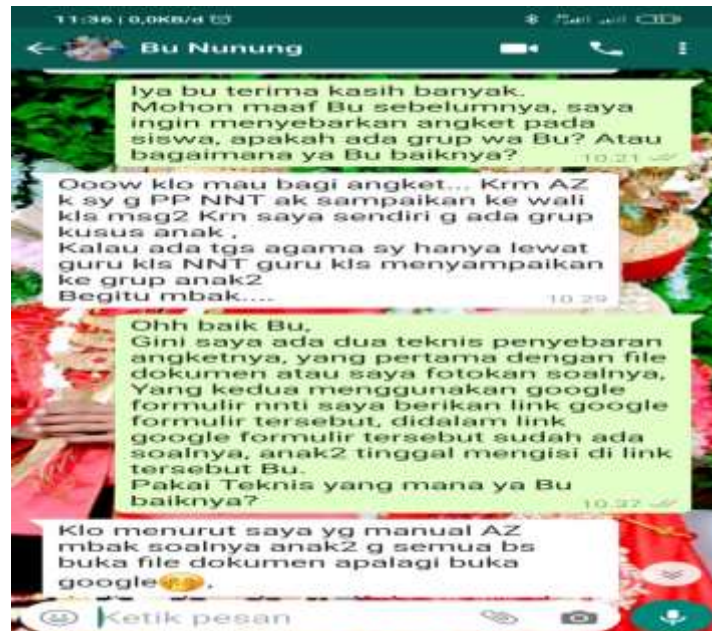 11:36 | 0,0KB/d
Bu Nunung
Iya bu terima kasih banyak.
Mohon maaf Bu sebelumnya, saya
ingin menyebarkan angket pada
siswa, apakah ada grup wa Bu? Atau
bagaimana ya Bu baiknya?
10.21
Ooow klo mau bagi angket... Krm AZ
k sy g PP NNT ak sampaikan ke wali
kls msg2 Krn saya sendiri g ada grup
kusus anak ,
Kalau ada tgs agama sy hanya lewat
guru kls NNT guru kls menyampaikan
ke grup anak2
Begitu mbak....
10.29
Ohh baik Bu,
Gini saya ada dua teknis penyebaran
angketnya, yang pertama dengan file
dokumen atau saya fotokan soalnya,
Yang kedua menggunakan google
formulir nnti saya berikan link google
formulir tersebut, didalam link
google formulir tersebut sudah ada
soalnya, anak2 tinggal mengisi di link
tersebut Bu.
Pakai Teknis yang mana ya Bu
baiknya?
10.37
Klo menurut saya yg manual AZ
mbak soalnya anak2 g semua bs
buka file dokumen apalagi buka
google🤭🤭,
Ketik pesan